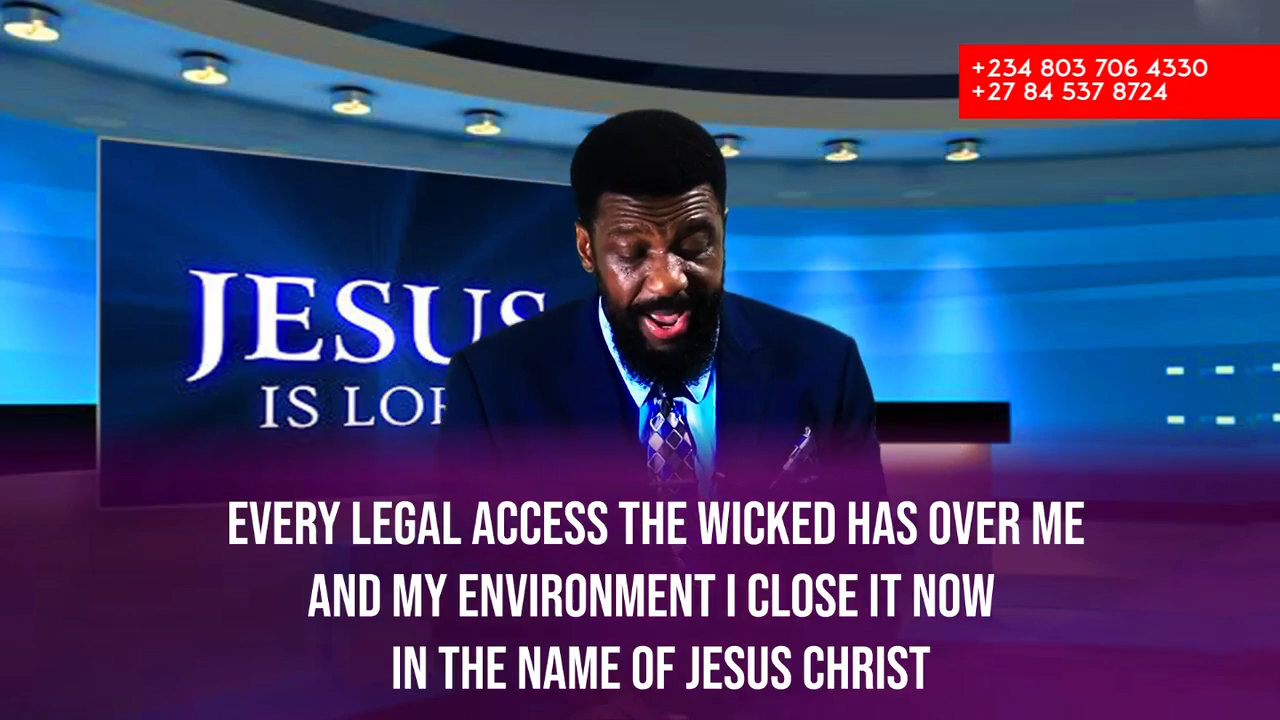 +234 803 706 4330
+27 84 537 8724
JESUS
IS LOR
EVERY LEGAL ACCESS THE WICKED HAS OVER ME
AND MY ENVIRONMENT I CLOSE IT NOW
IN THE NAME OF JESUS CHRIST